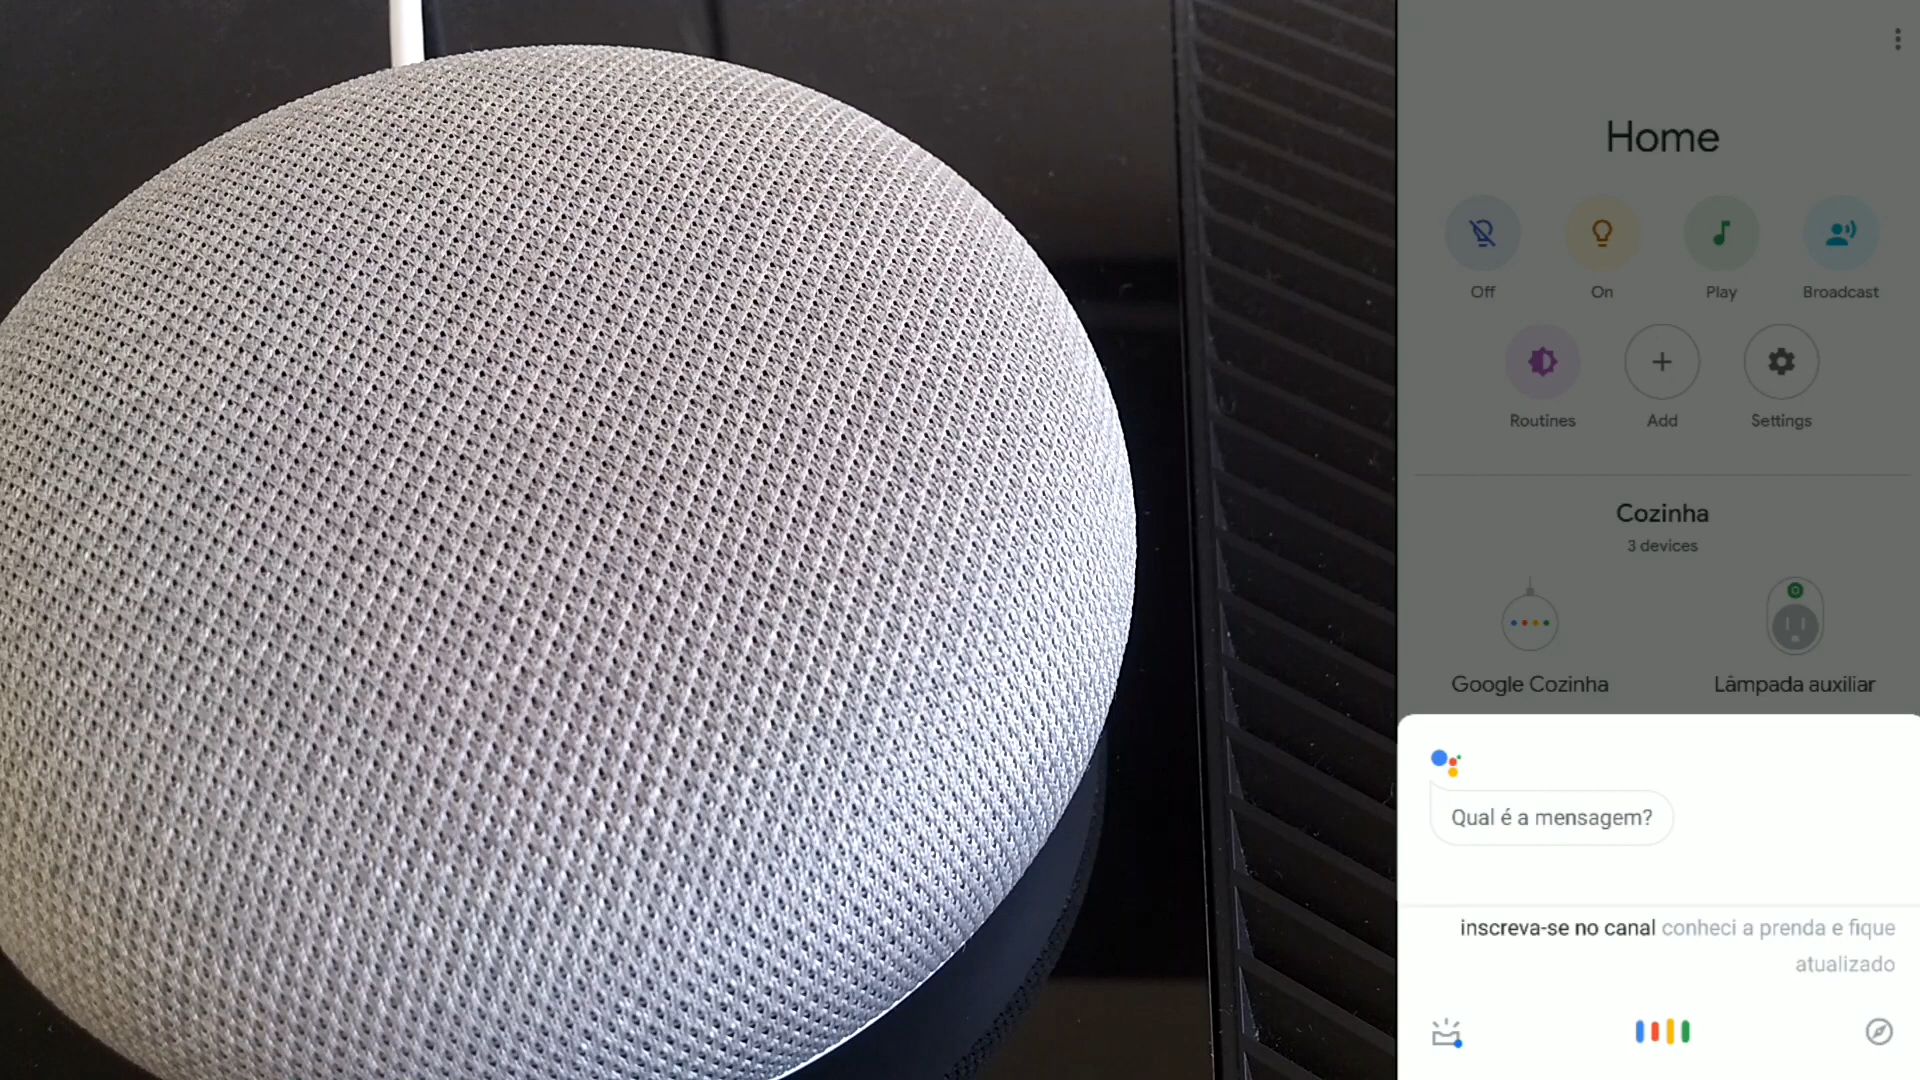 Home
Off
On
Play
Broadcast
Routines
Add
Settings
Cozinha
3 devices
Google Cozinha
Lâmpada auxiliar
Qual é a mensagem?
inscreva-se no canal conheci a prenda e fique
atualizado